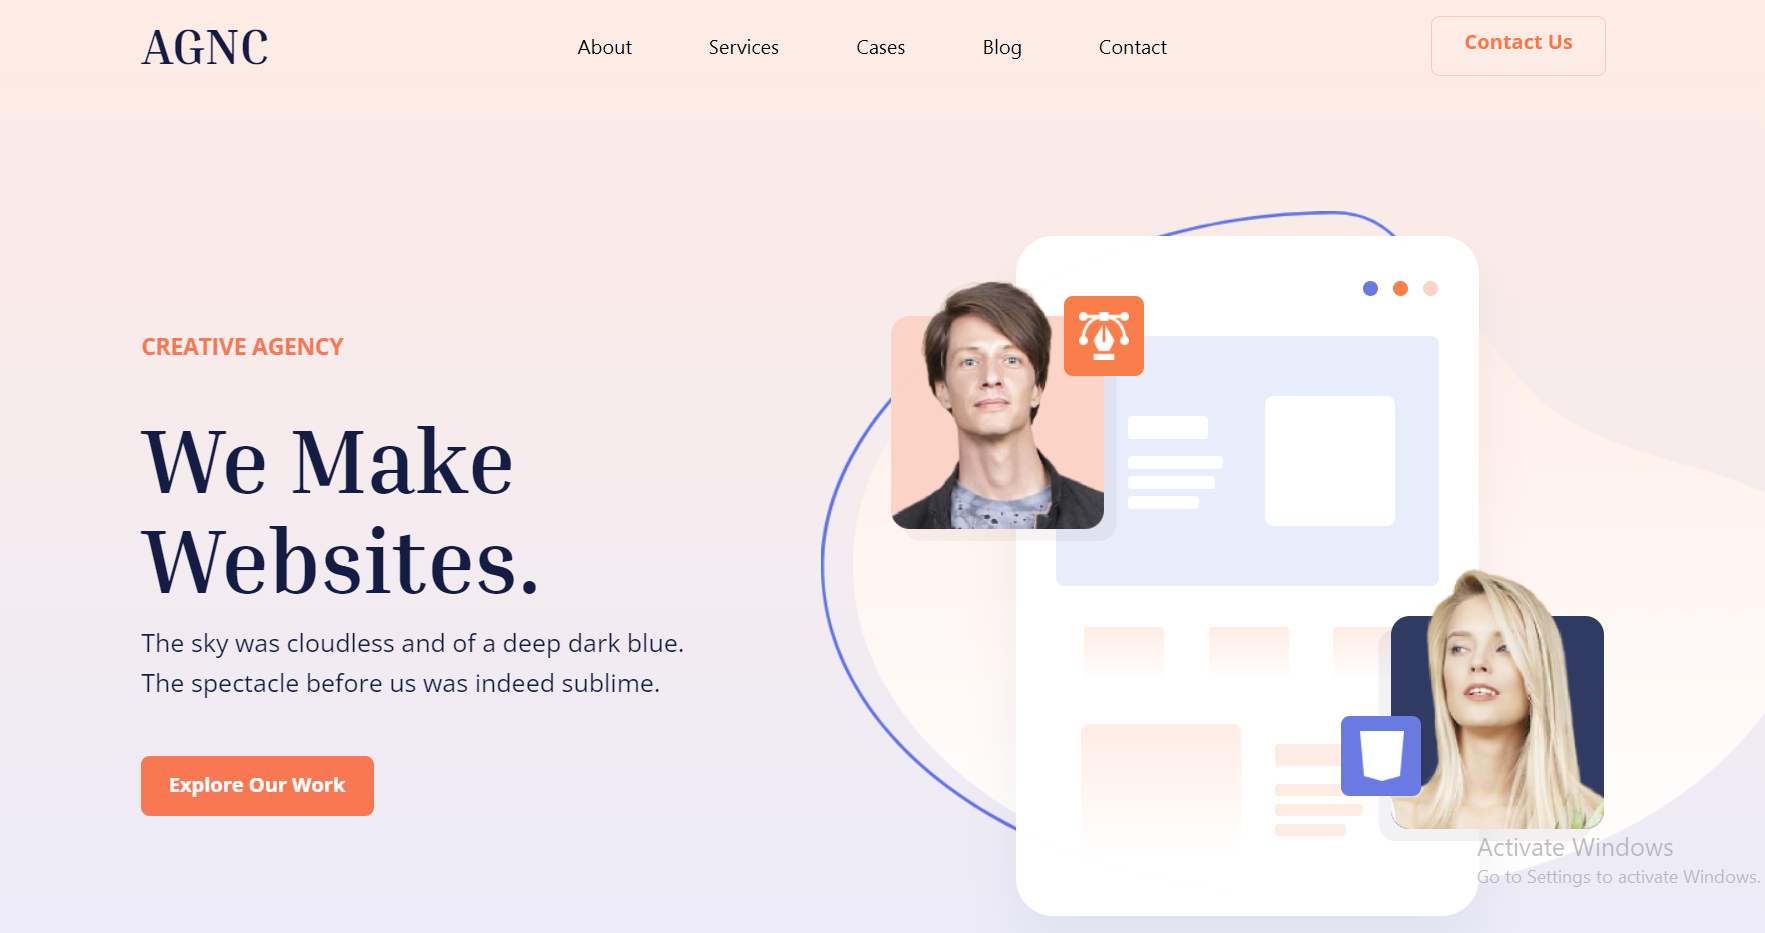 AGNC
About
Services
Cases
Blog
Contact
Contact Us
CREATIVE AGENCY
We Make
Websites.
The sky was cloudless and of a deep dark blue.
The spectacle before us was indeed sublime.
Explore Our Work
Activate Windows
Go to Settings to activate Windows.